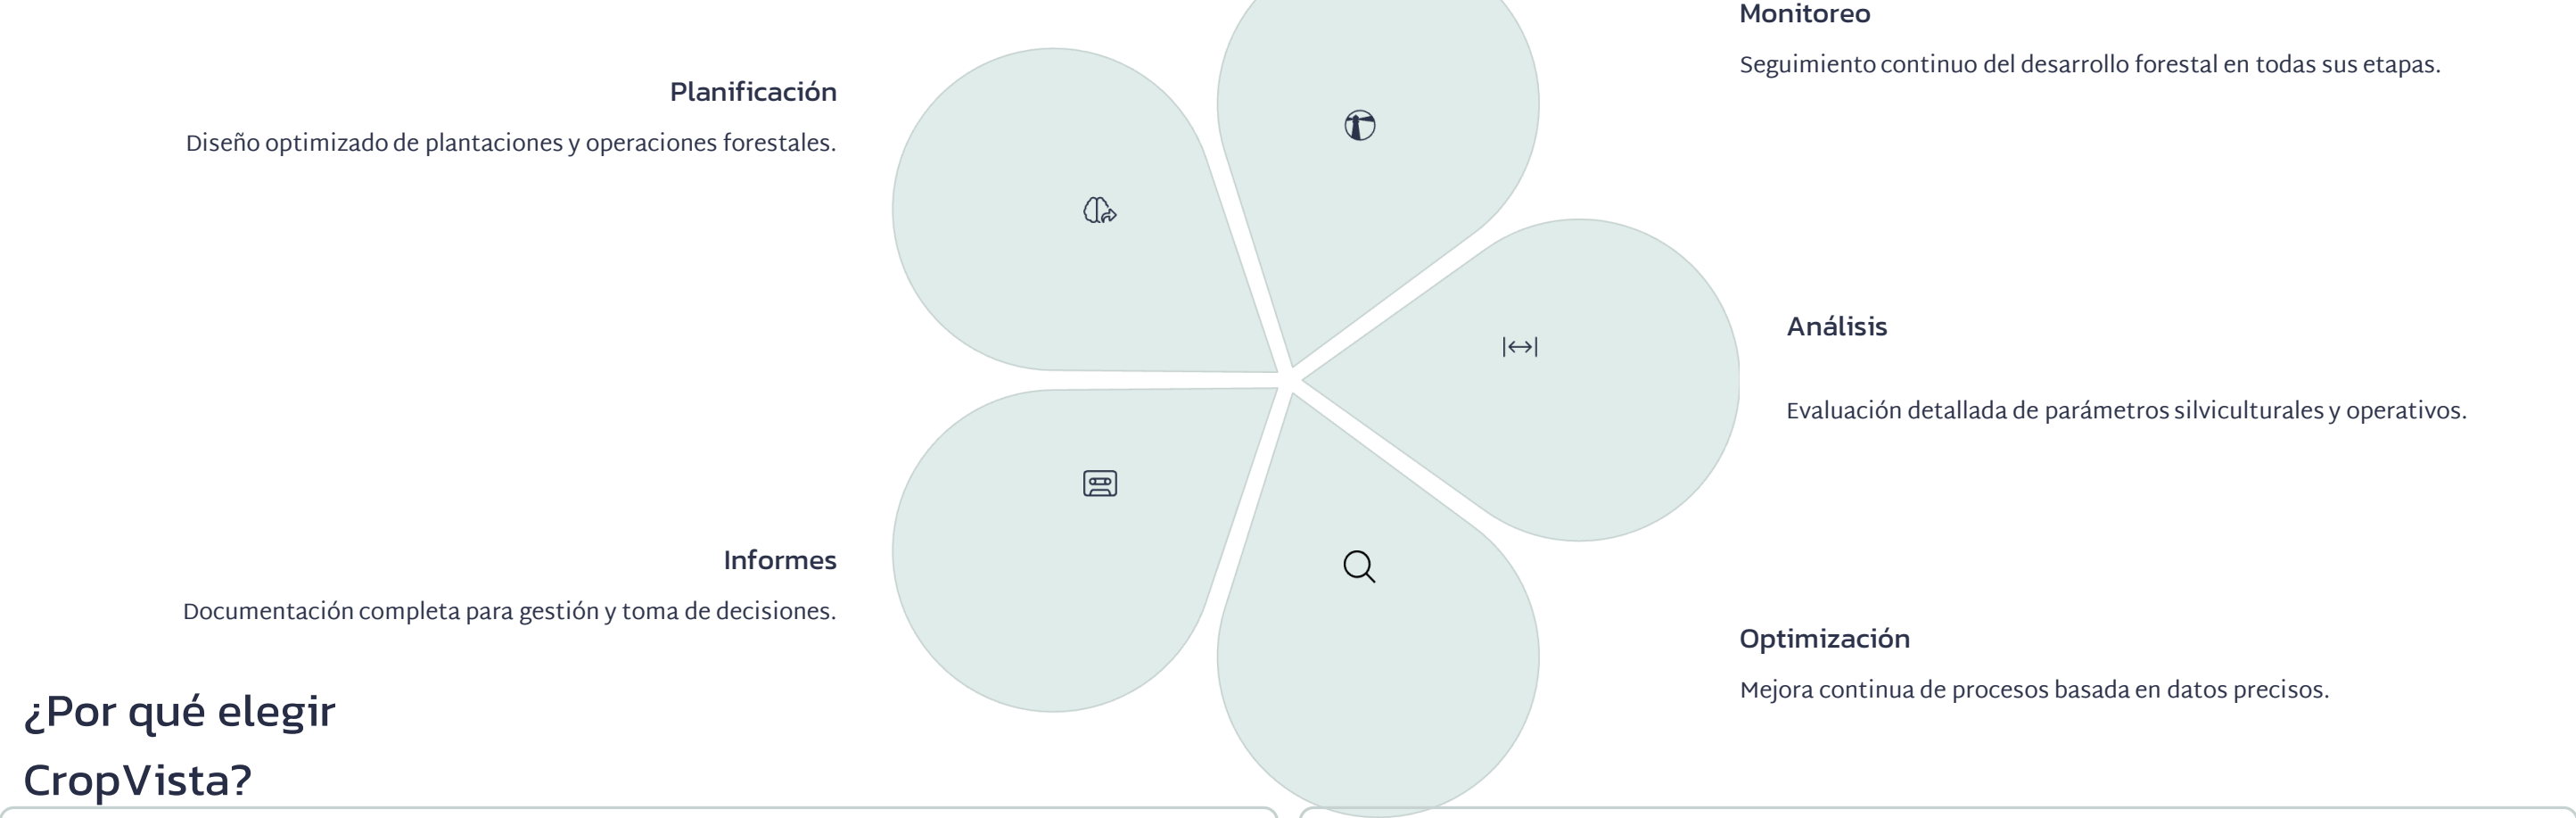 Monitoreo
Seguimiento continuo del desarrollo forestal en todas sus etapas.
Planificación
Diseño optimizado de plantaciones y operaciones forestales.
Análisis
Evaluación detallada de parámetros silviculturales y operativos.
Informes
Documentación completa para gestión y toma de decisiones.
Optimización
Mejora continua de procesos basada en datos precisos.
¿Por qué elegir
CropVista?